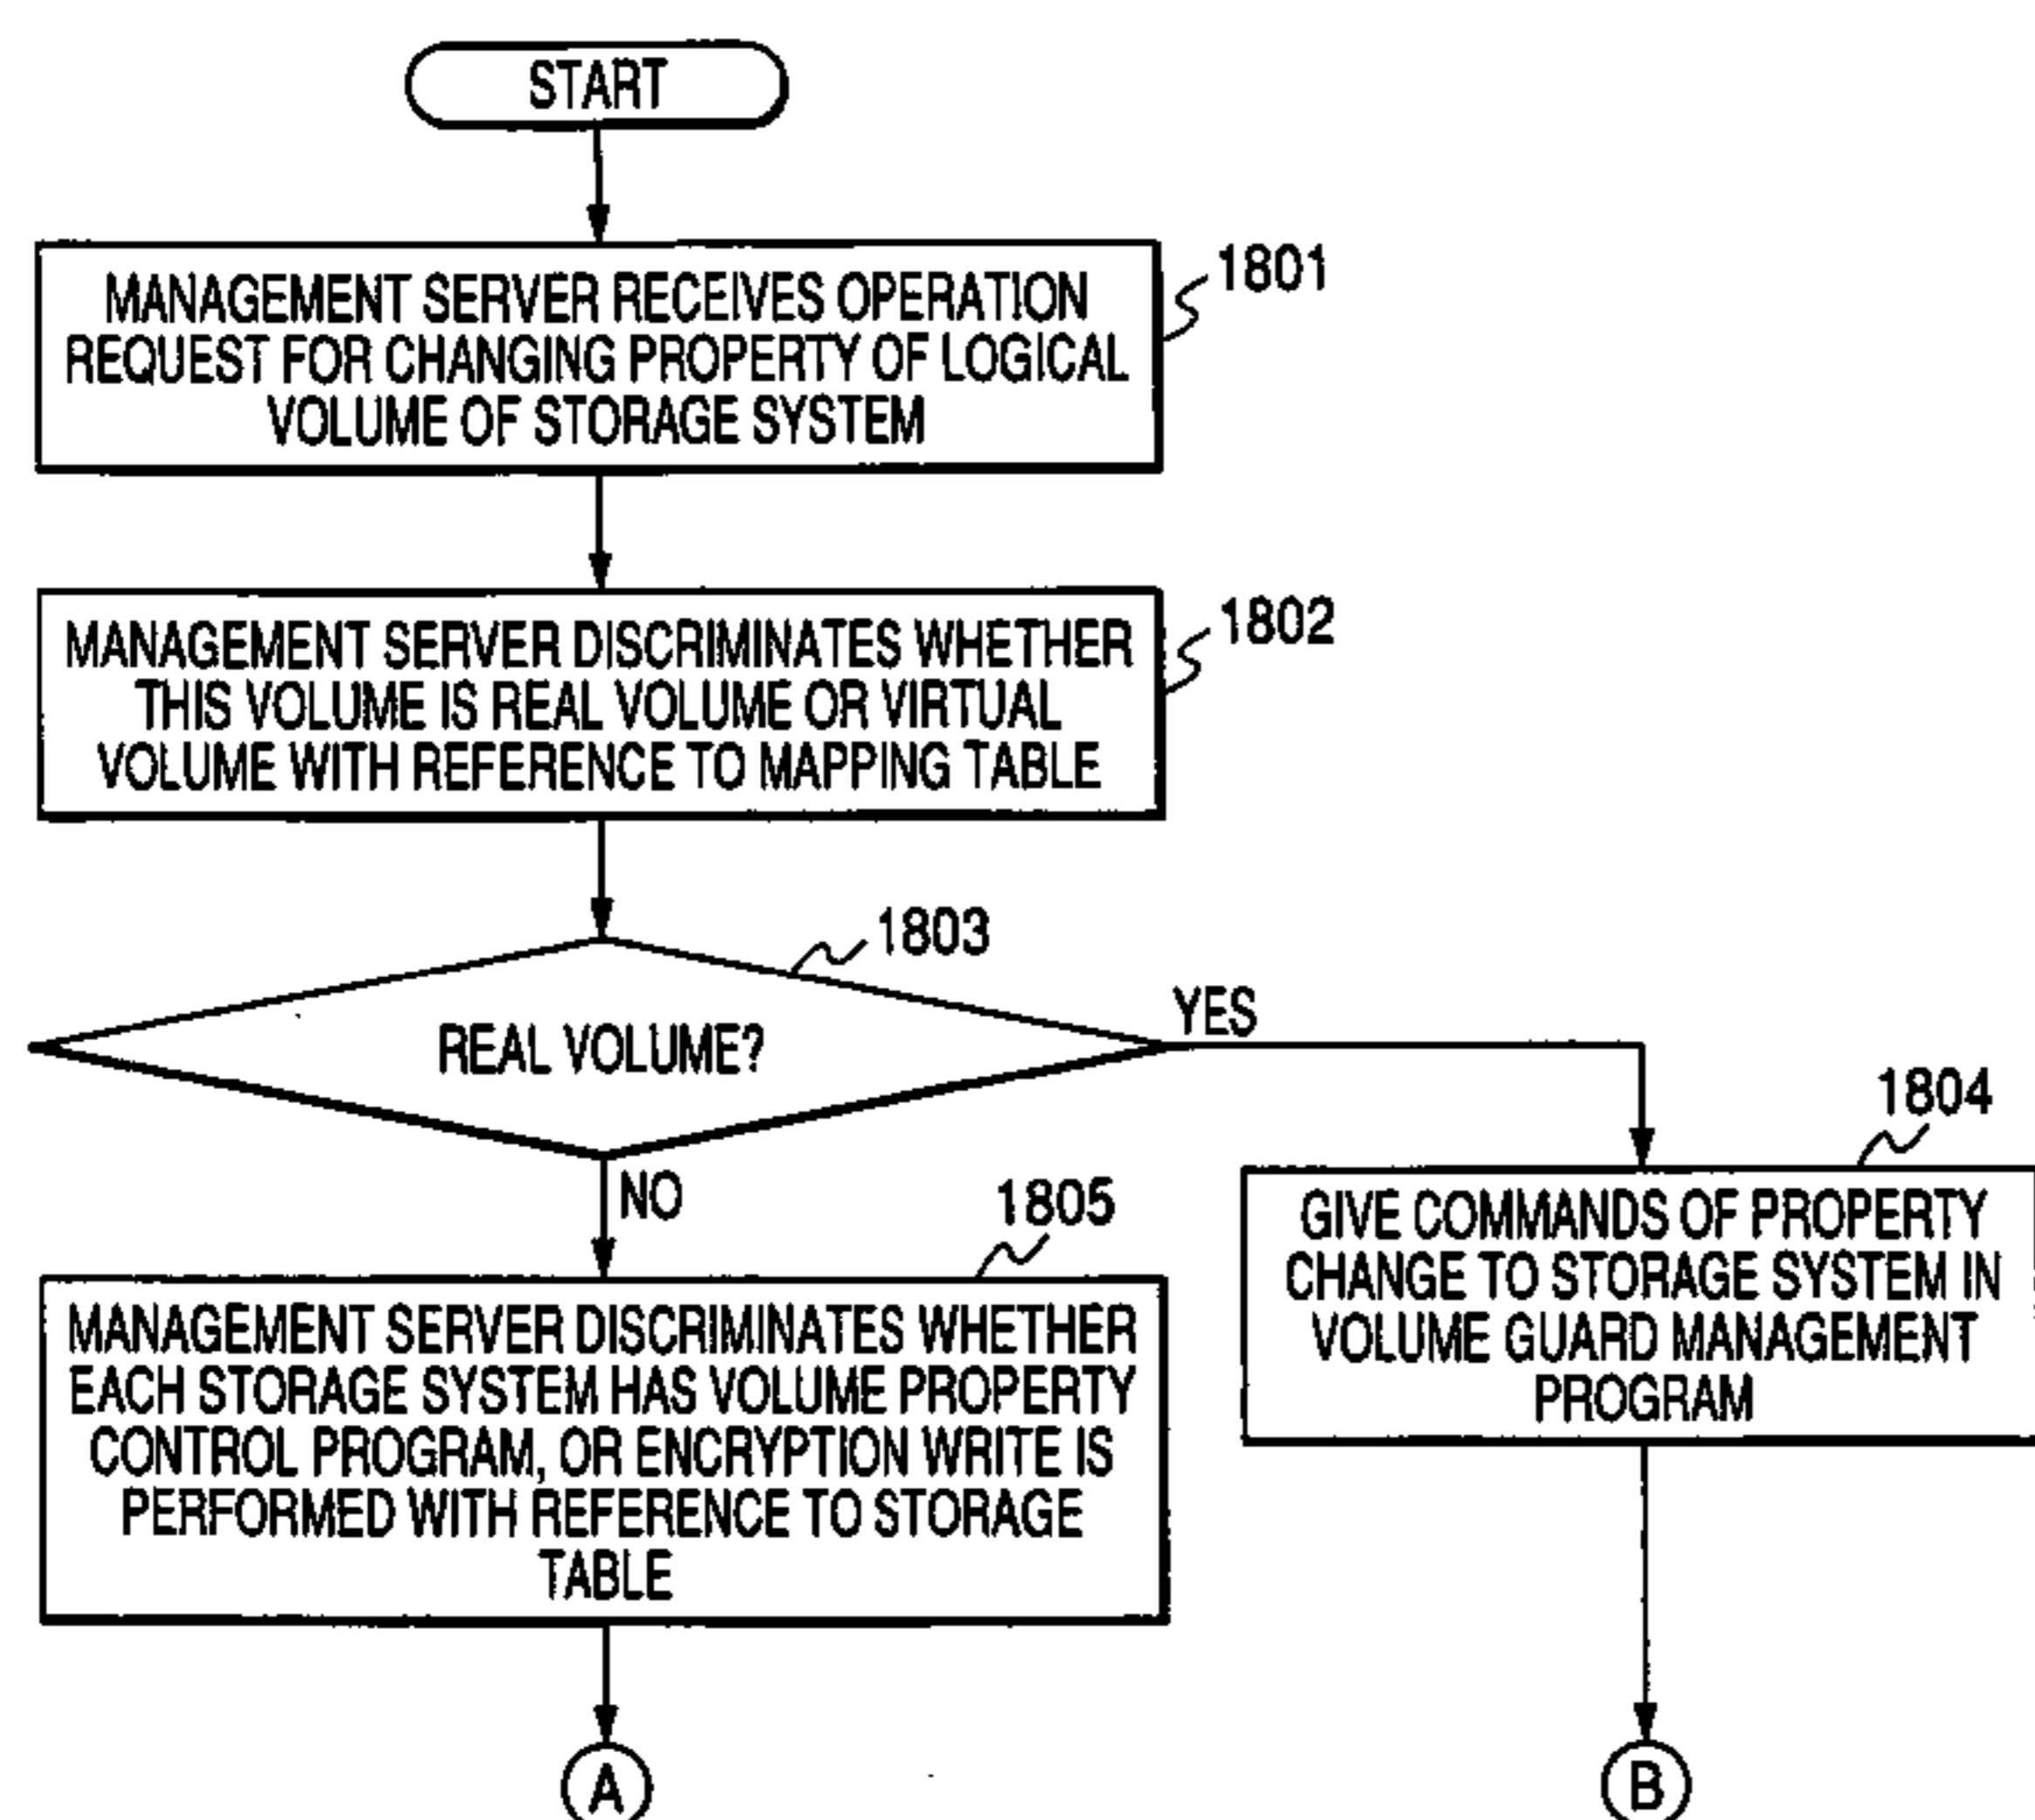 START
1801
MANAGEMENT SERVER RECEIVES OPERATION
REQUEST FOR CHANGING PROPERTY OF LOGICAL
VOLUME OF STORAGE SYSTEM
1802
MANAGEMENT SERVER DISCRIMINATES WHETHER
THIS VOLUME IS REAL VOLUME OR VIRTUAL
VOLUME WITH REFERENCE TO MAPPING TABLE
1803
REAL VOLUME?
YES
NO
1804
GIVE COMMANDS OF PROPERTY
CHANGE TO STORAGE SYSTEM IN
VOLUME GUARD MANAGEMENT
PROGRAM
1805
MANAGEMENT SERVER DISCRIMINATES WHETHER
EACH STORAGE SYSTEM HAS VOLUME PROPERTY
CONTROL PROGRAM, OR ENCRYPTION WRITE IS
PERFORMED WITH REFERENCE TO STORAGE
TABLE
A
B